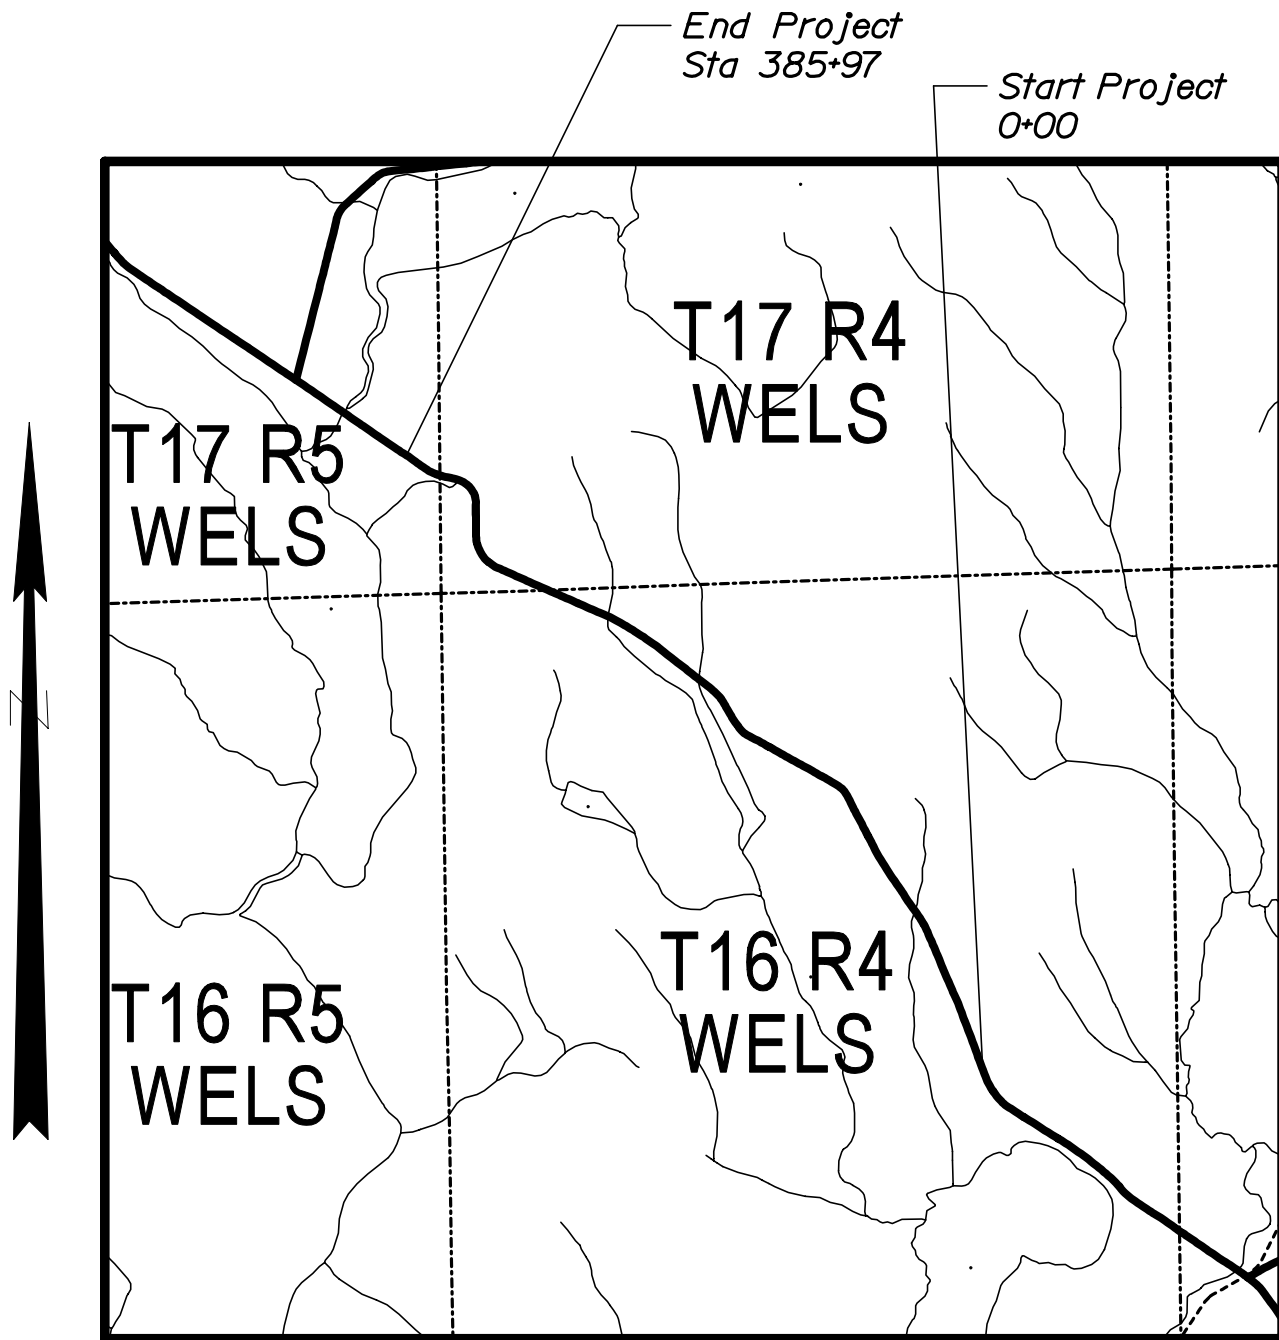 End Project
Sta 385+97
Start Project
0+00
T17 R4
WELS
T17 R5
WELS
N
T16 R4
WELS
T16 R5
WELS